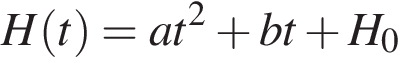 H(t) = at² + bt + H₀